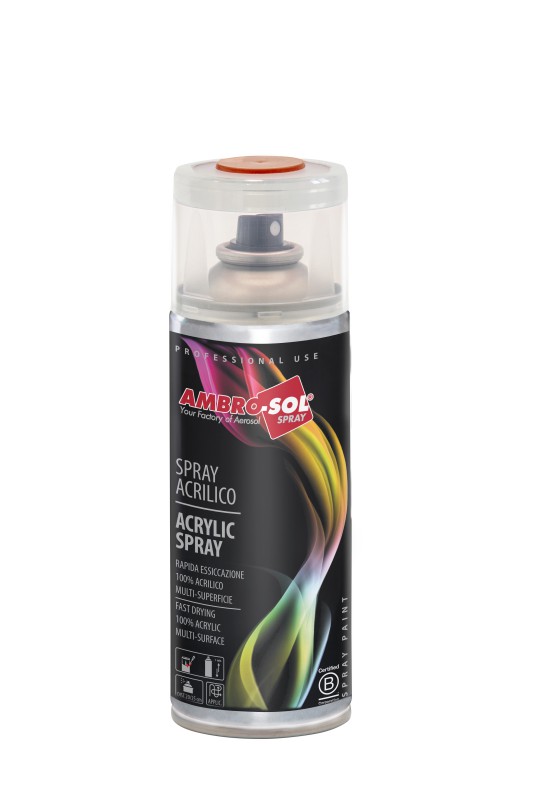 PROFESSIONAL USE
AMBRO-SOL®
SPRAY
Your Factory of Aerosol
SPRAY
ACRILICO
ACRYLIC
SPRAY
RAPIDA ESSICCAZIONE
100% ACRILICO
MULTI-SUPERFICIE
FAST DRYING
100% ACRYLIC
MULTI-SURFACE
Certified
B
SPRAY PAINT